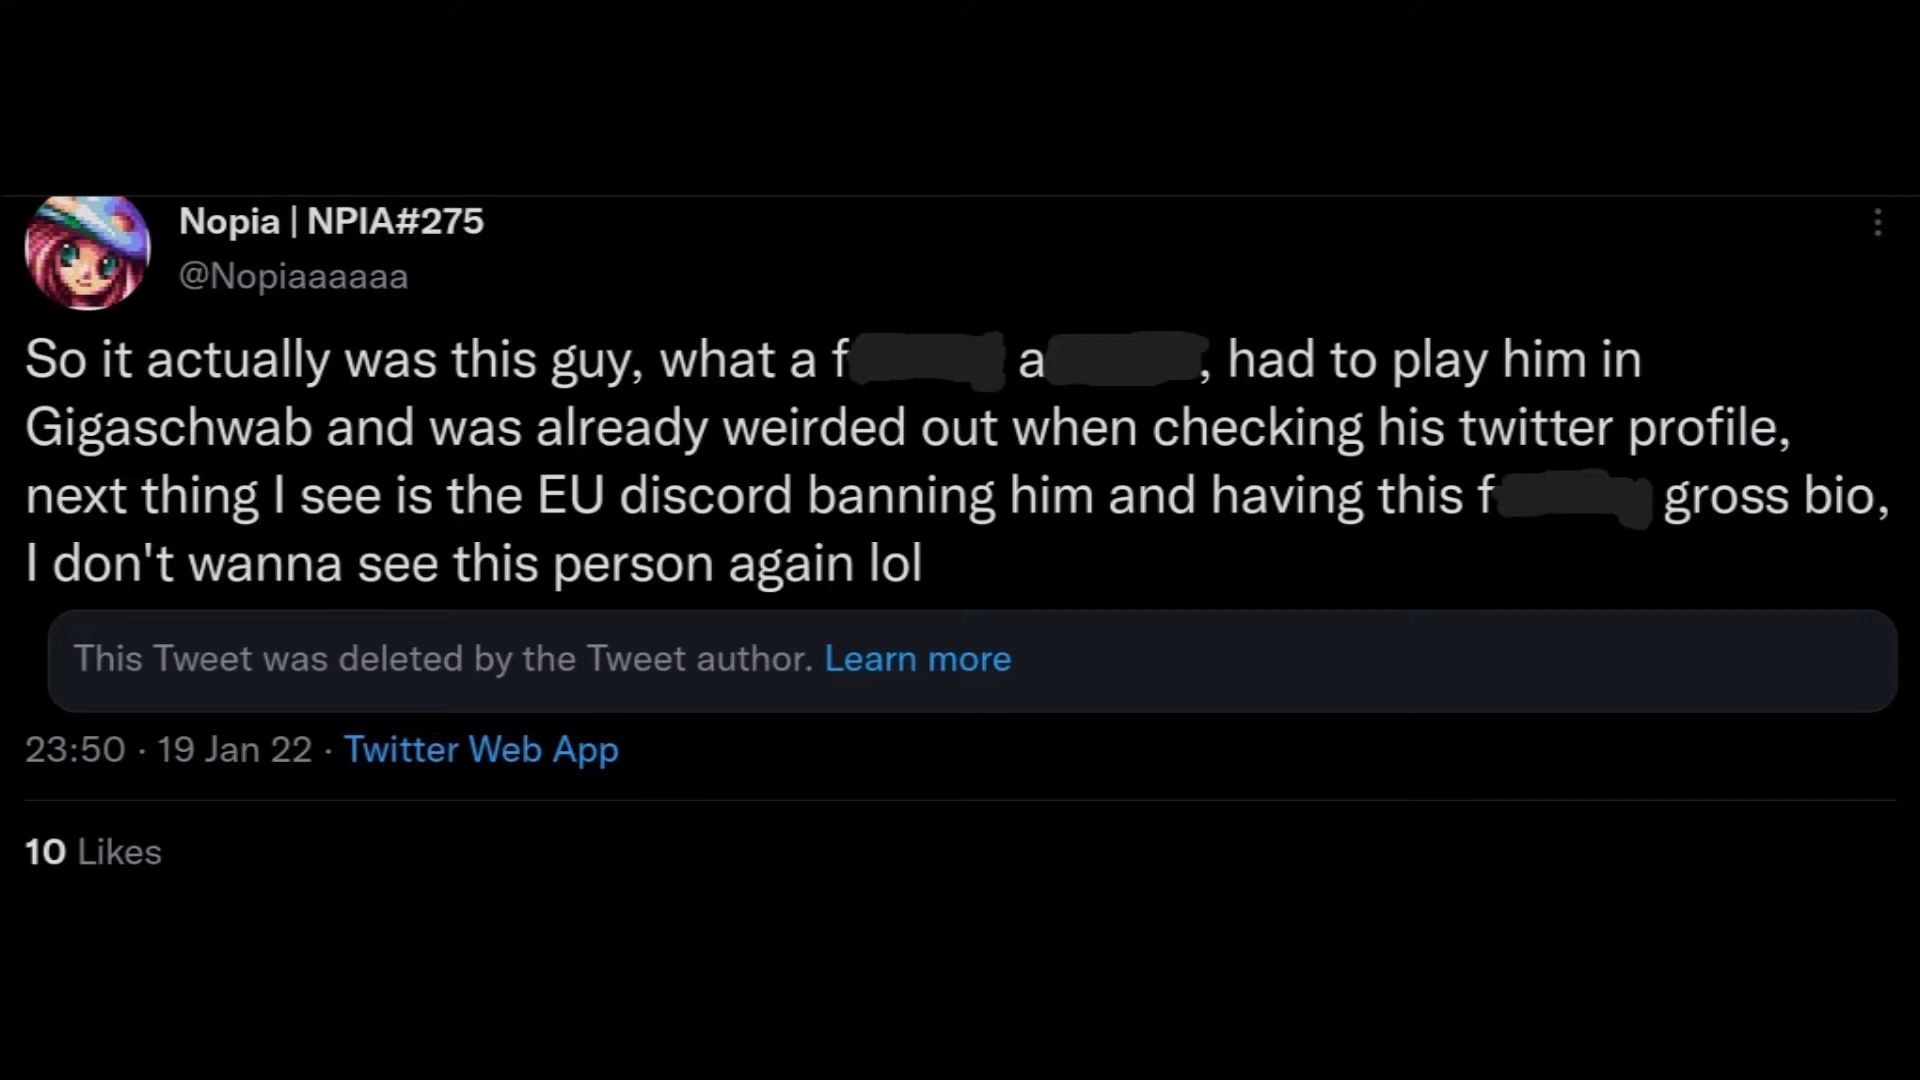 Nopia | NPIA#275
@Nopiaaaaaa
So it actually was this guy, what a f a , had to play him in
Gigaschwab and was already weirded out when checking his twitter profile,
next thing I see is the EU discord banning him and having this f gross bio,
I don't wanna see this person again lol
This Tweet was deleted by the Tweet author. Learn more
23:50 · 19 Jan 22 · Twitter Web App
10 Likes